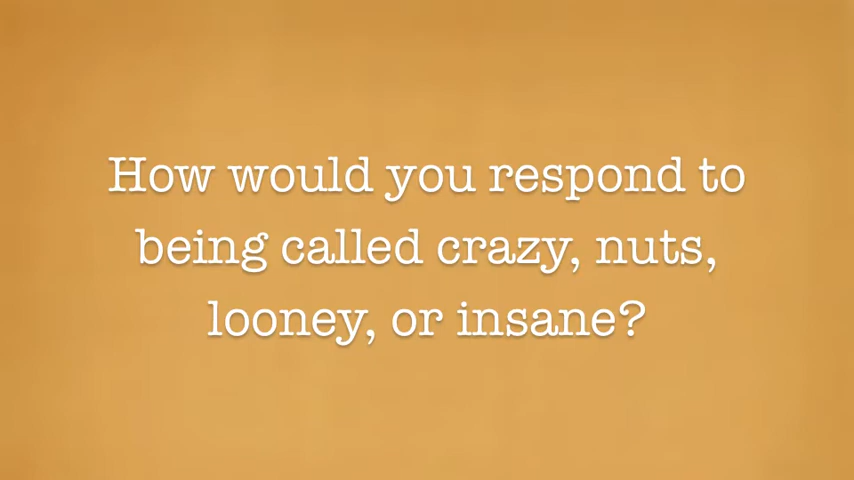 How would you respond to
being called crazy, nuts,
looney, or insane?